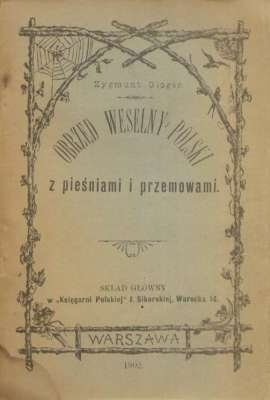 Zygmunt Gloger
OBRZĘD WESELNY POLSKI
z pieśniami i przemowami.
SKŁAD GŁÓWNY
w „Księgarni Polskiej" J. Sikorskiej, Warecka 14.
WARSZAWA
1902